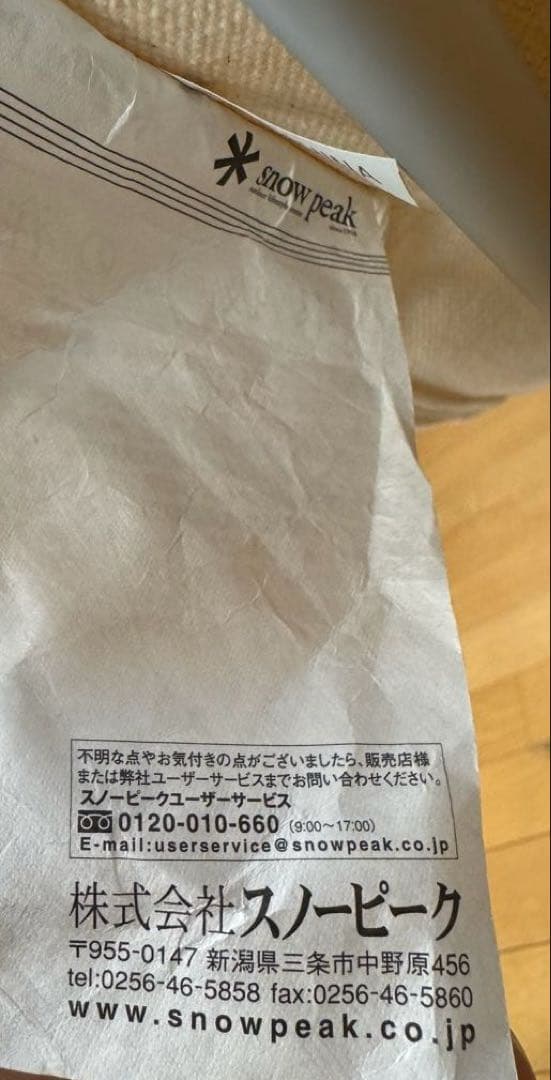 snow peak
不明な点やお気付きの点がございましたら、販売店様
または弊社ユーザーサービスまでお問い合わせください。
スノーピークユーザーサービス
0120-010-660 (9:00～17:00)
E-mail:userservice@snowpeak.co.jp
株式会社スノーピーク
〒955-0147 新潟県三条市中野原456
tel:0256-46-5858 fax:0256-46-5860
www.snowpeak.co.jp